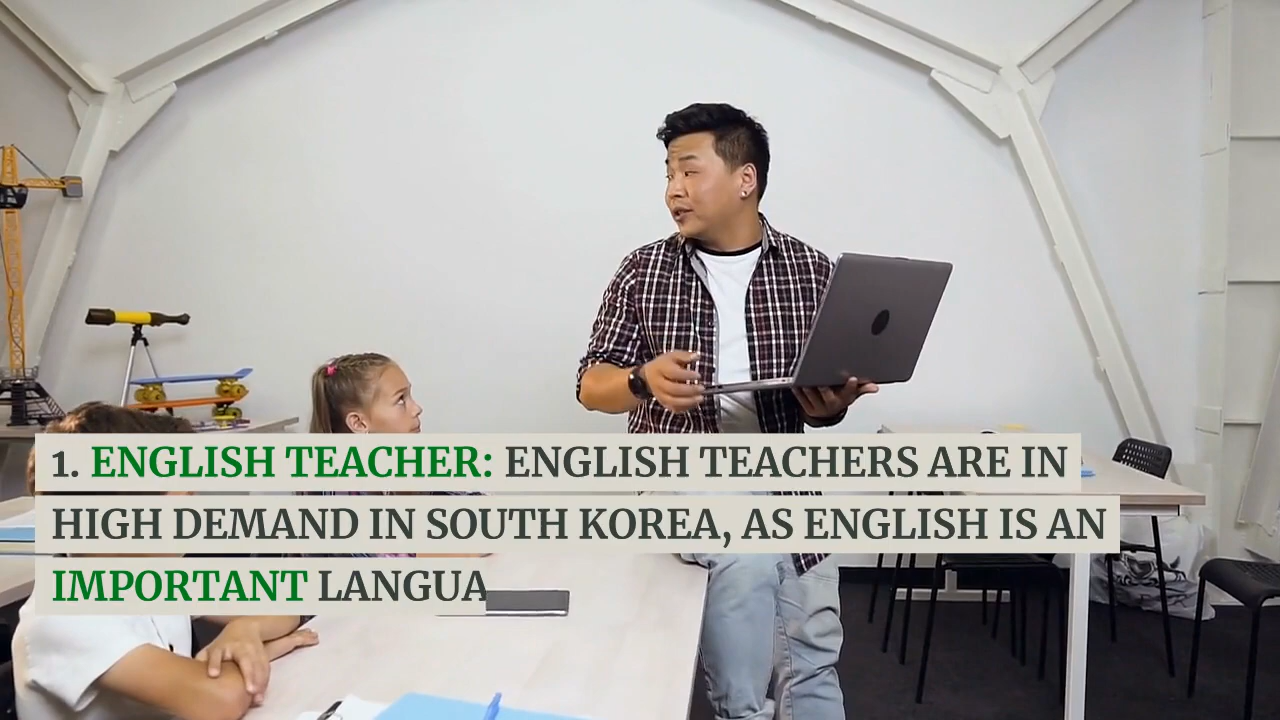 1. ENGLISH TEACHER: ENGLISH TEACHERS ARE IN
HIGH DEMAND IN SOUTH KOREA, AS ENGLISH IS AN
IMPORTANT LANGUA